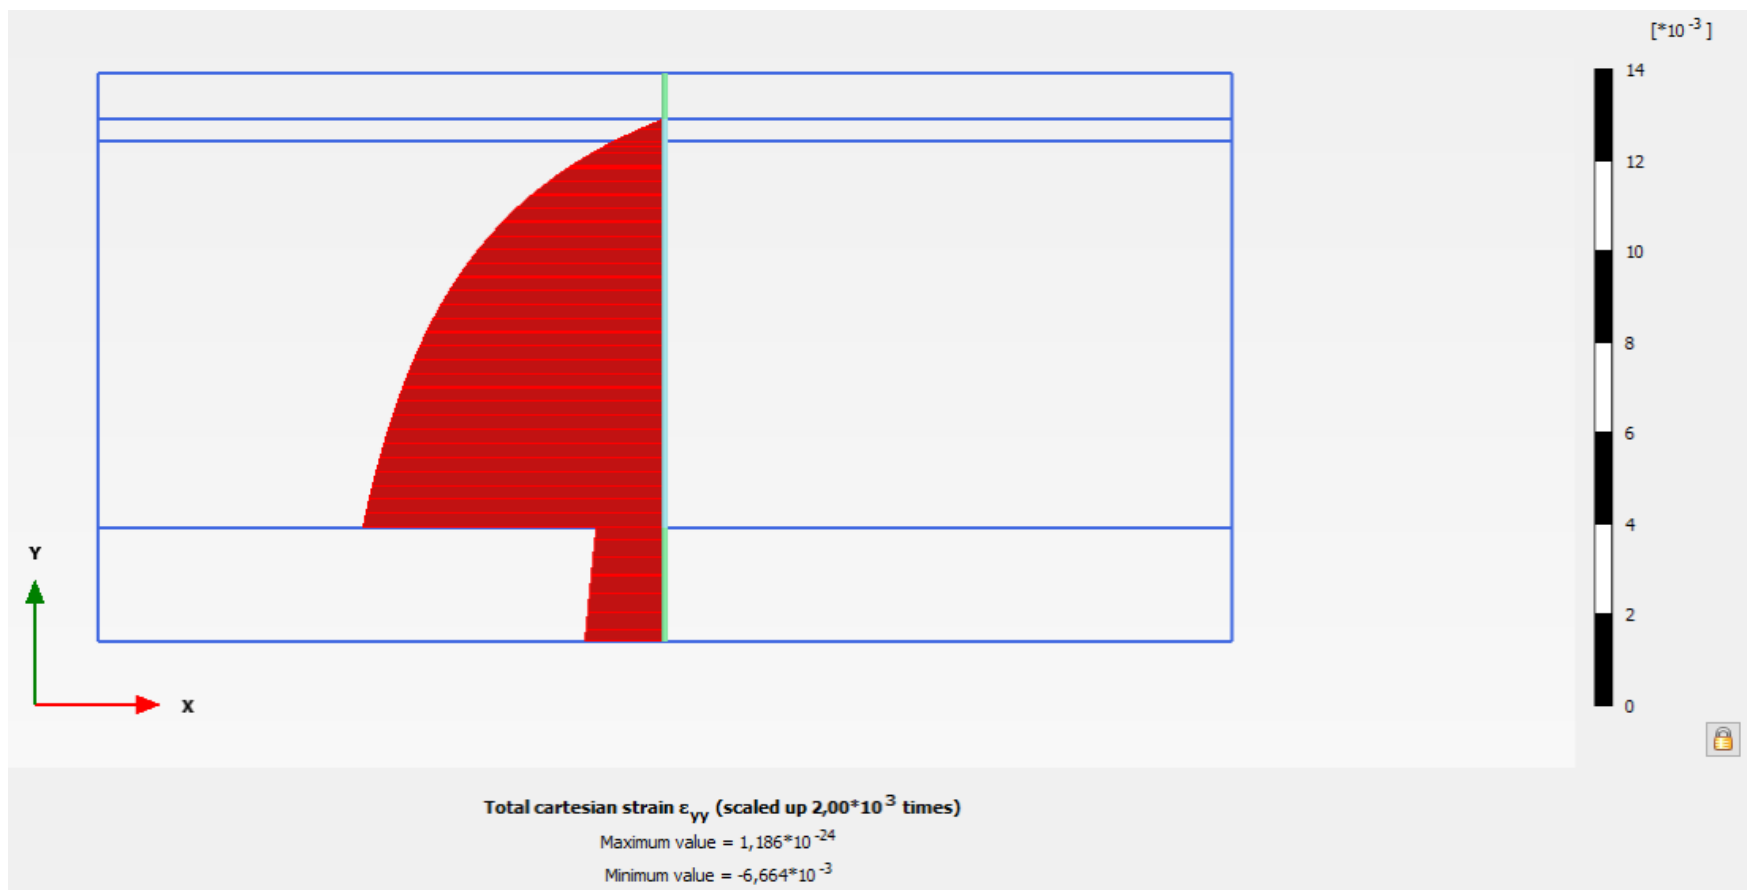 [*10 -3 ]
14
12
10
8
6
4
2
0
Y
X
Total cartesian strain εyy (scaled up 2,00*10 3 times)
Maximum value = 1,186*10 -24
Minimum value = -6,664*10 -3